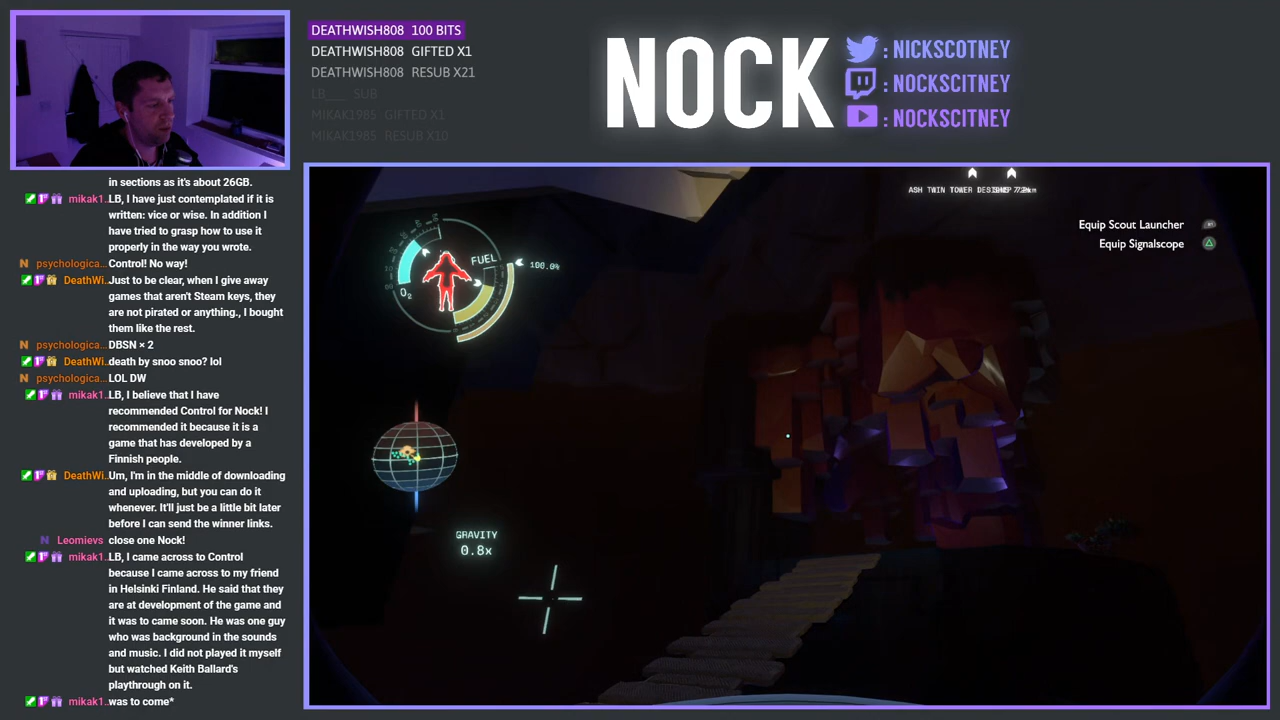 DEATHWISH808 100 BITS
DEATHWISH808 GIFTED X1
DEATHWISH808 RESUB X21
LB___ SUB
MIKAK1985 GIFTED X1
MIKAK1985 RESUB X10
NOCK
: NICKSCOTNEY
: NOCKSCITNEY
: NOCKSCITNEY
in sections as it's about 26GB.
mikak1.. LB, I have just contemplated if it is
written: vice or wise. In addition I
have tried to grasp how to use it
properly in the way you wrote.
psychologica... Control! No way!
DeathWi.. Just to be clear, when I give away
games that aren't Steam keys, they
are not pirated or anything., I bought
them like the rest.
psychologica... DBSN × 2
DeathWi.. death by snoo snoo? lol
psychologica... LOL DW
mikak1.. LB, I believe that I have
recommended Control for Nock! I
recommended it because it is a
game that has developed by a
Finnish people.
DeathWi.. Um, I'm in the middle of downloading
and uploading, but you can do it
whenever. It'll just be a little bit later
before I can send the winner links.
Leomievs close one Nock!
mikak1.. LB, I came across to Control
because I came across to my friend
in Helsinki Finland. He said that they
are at development of the game and
it was to came soon. He was one guy
who was background in the sounds
and music. I did not played it myself
but watched Keith Ballard's
playthrough on it.
mikak1.. was to come*
ASH TWIN TOWER
Equip Scout Launcher
Equip Signalscope
FUEL
100.0%
O2
GRAVITY
0.8x